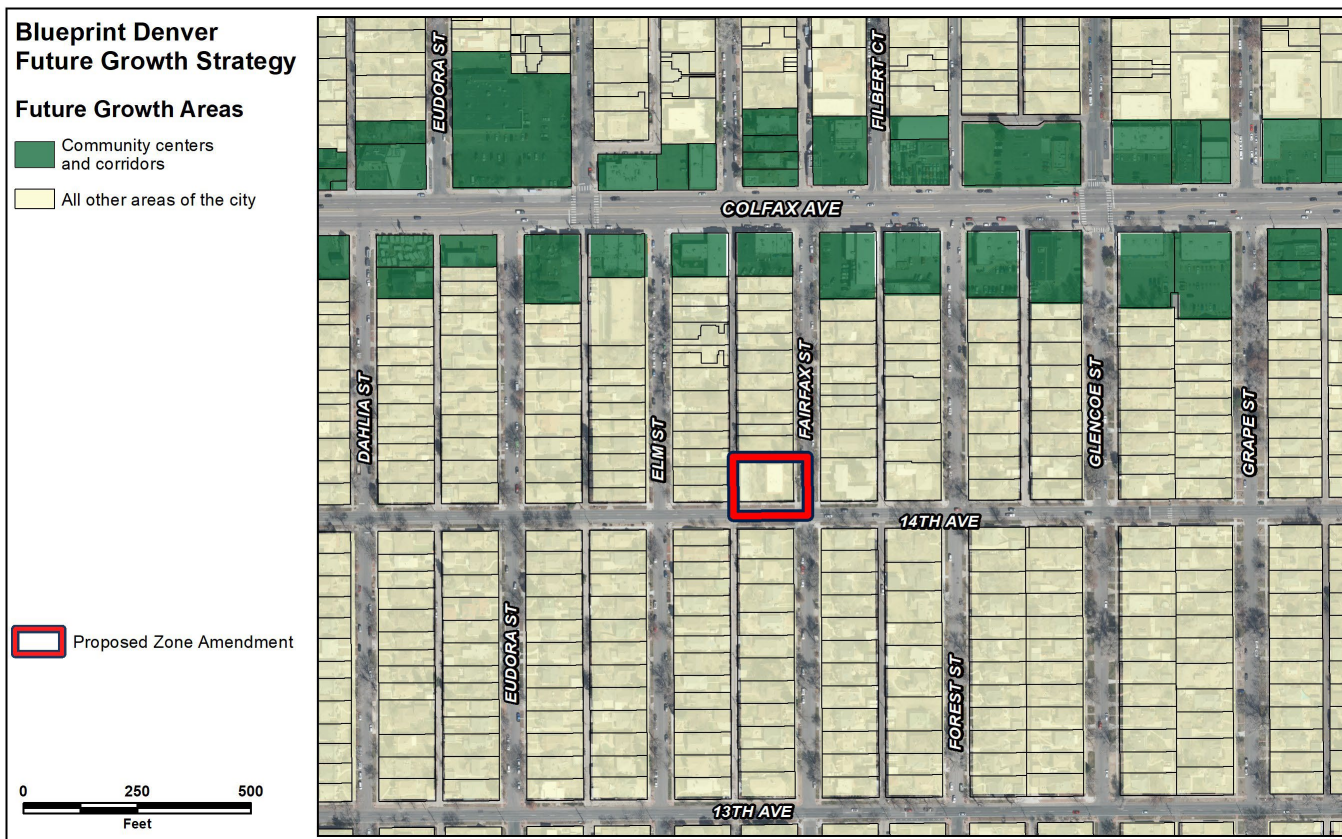 Blueprint Denver
Future Growth Strategy
Future Growth Areas
Community centers
and corridors
All other areas of the city
Proposed Zone Amendment
0 250 500
Feet
EUDORA ST
FILBERT CT
COLFAX AVE
DAHLIA ST
ELM ST
FAIRFAX ST
GLENCOE ST
GRAPE ST
14TH AVE
EUDORA ST
FOREST ST
13TH AVE